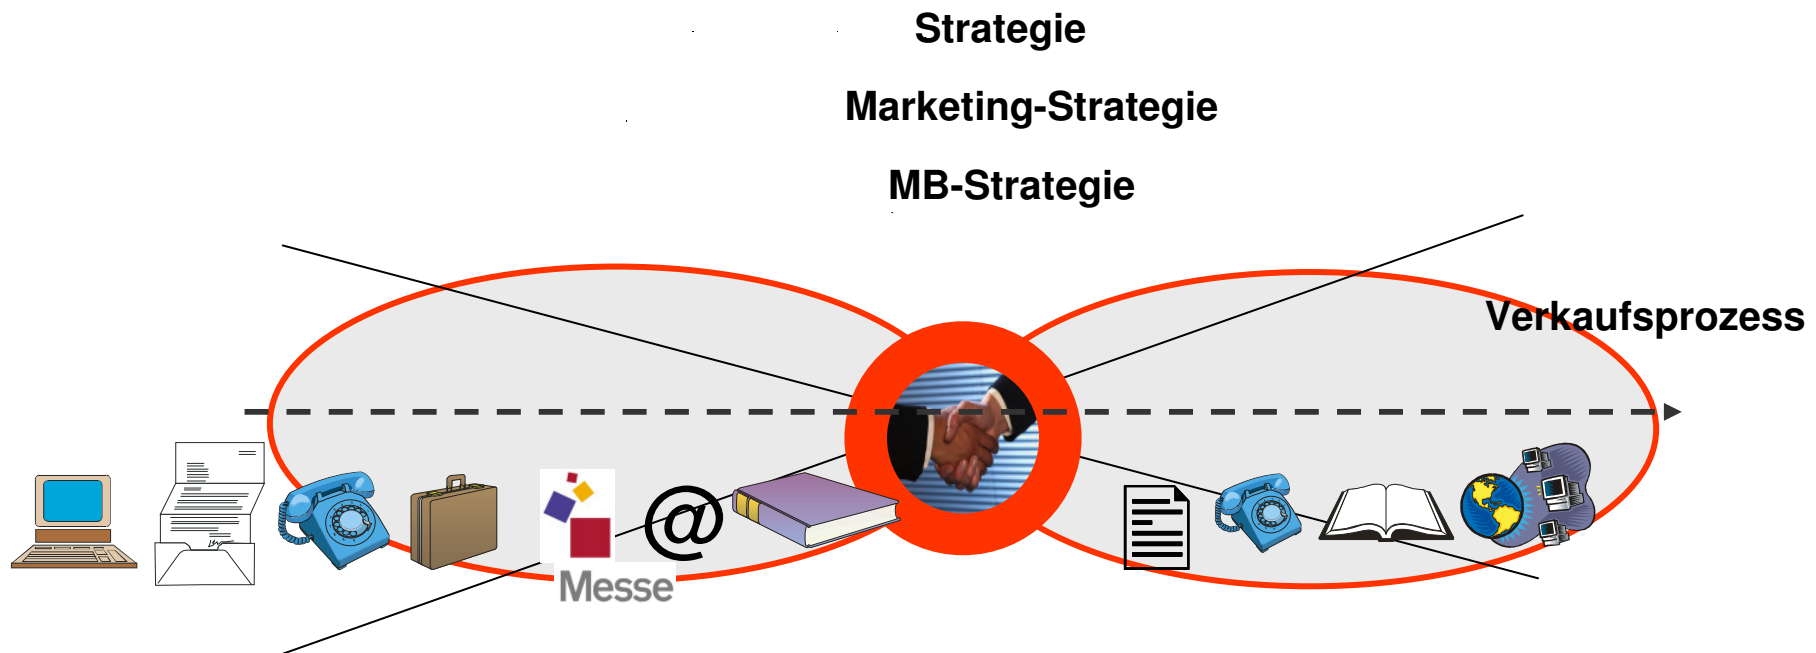 Strategie
Marketing-Strategie
MB-Strategie
Verkaufsprozess
@
Messe